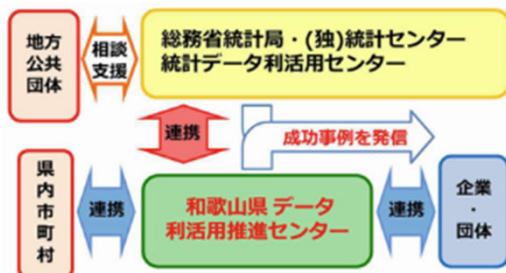 地方
公共
団体
相談
支援
総務省統計局・(独)統計センター
統計データ利活用センター
連携
成功事例を発信
県内市町村
連携
和歌山県 データ
利活用推進センター
連携
企業・団体